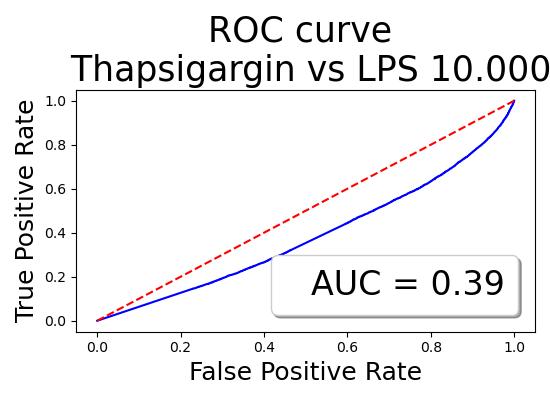 ROC curve
Thapsigargin vs LPS 10.000
True Positive Rate
1.0
0.8
0.6
0.4
0.2
0.0
AUC = 0.39
0.0 0.2 0.4 0.6 0.8 1.0
False Positive Rate